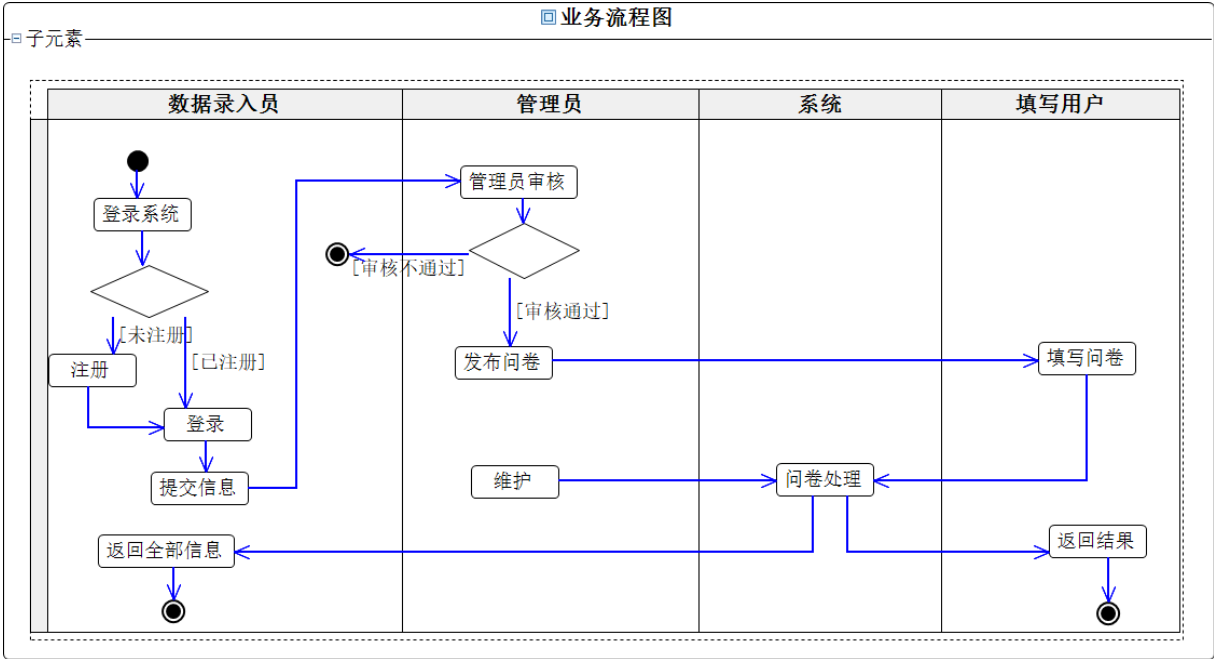 业务流程图
子元素
数据录入员
管理员
系统
填写用户
登录系统
[未注册]
[已注册]
注册
登录
提交信息
返回全部信息
管理员审核
[审核不通过]
[审核通过]
发布问卷
维护
问卷处理
填写问卷
返回结果